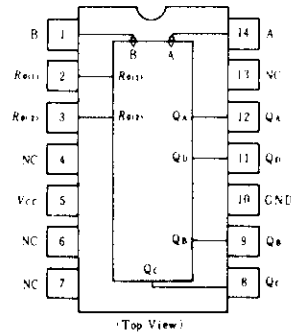 B 1 14 A
B A
R0(1) 2 R0(2) 13 NC
R0(2) 3 R0(2) QA 12 QA
NC 4 QD 11 QD
Vcc 5 10 GND
NC 6 QB 9 QB
NC 7 QC 8 QC
(Top View)